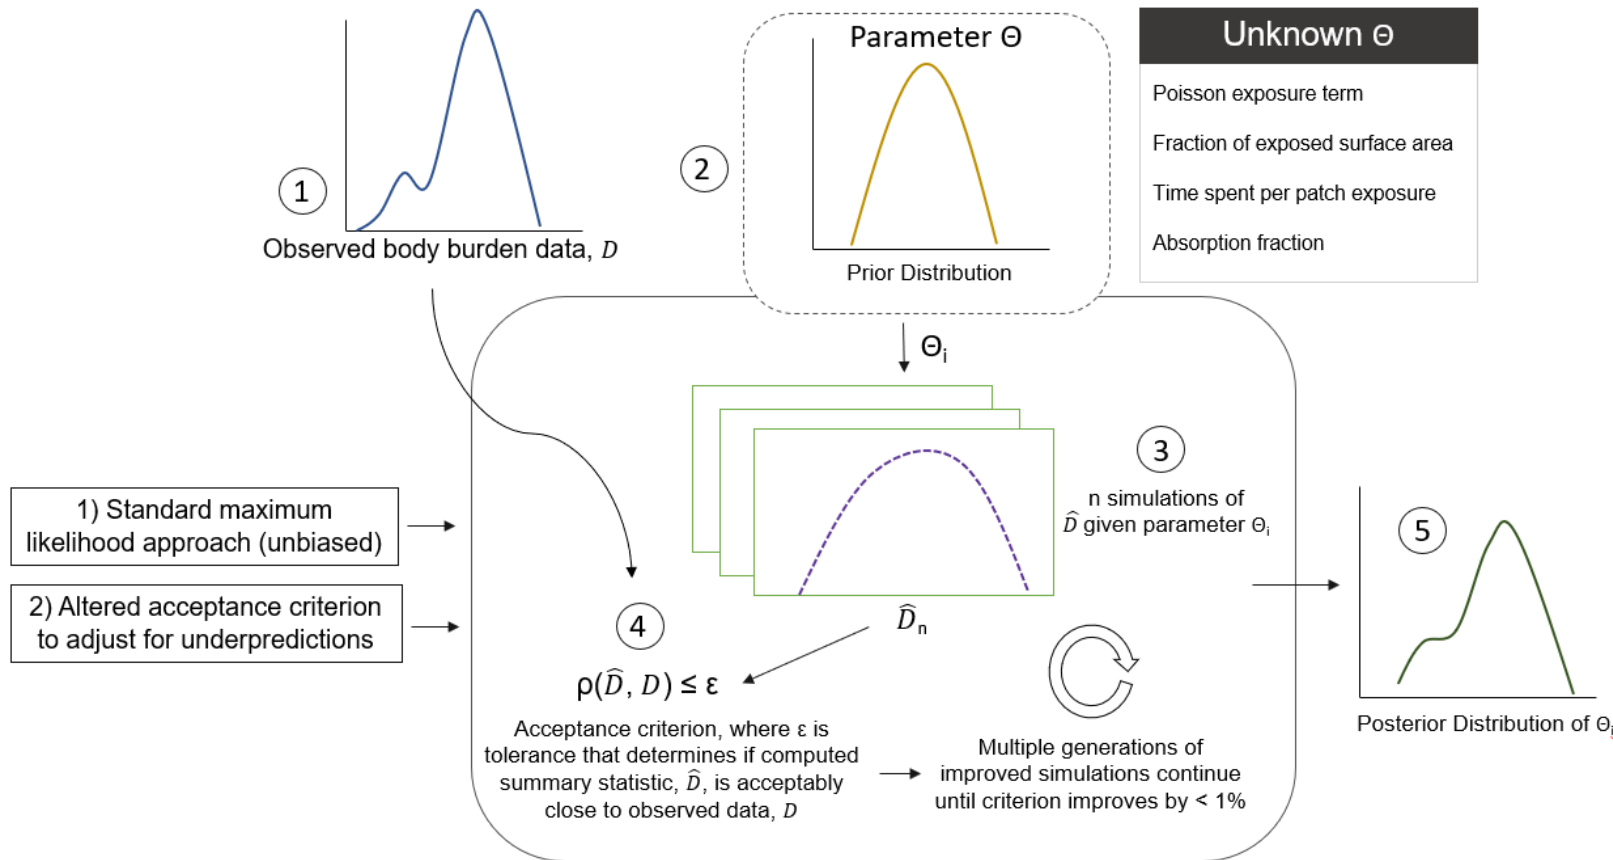 1
Observed body burden data, D
2
Parameter Θ
Prior Distribution
Unknown Θ
Poisson exposure term
Fraction of exposed surface area
Time spent per patch exposure
Absorption fraction
Θi
3
n simulations of
D̂ given parameter Θi
D̂n
1) Standard maximum
likelihood approach (unbiased)
2) Altered acceptance criterion
to adjust for underpredictions
4
ρ(D̂, D) ≤ ε
Acceptance criterion, where ε is
tolerance that determines if computed
summary statistic, D̂, is acceptably
close to observed data, D
Multiple generations of
improved simulations continue
until criterion improves by < 1%
5
Posterior Distribution of Θi